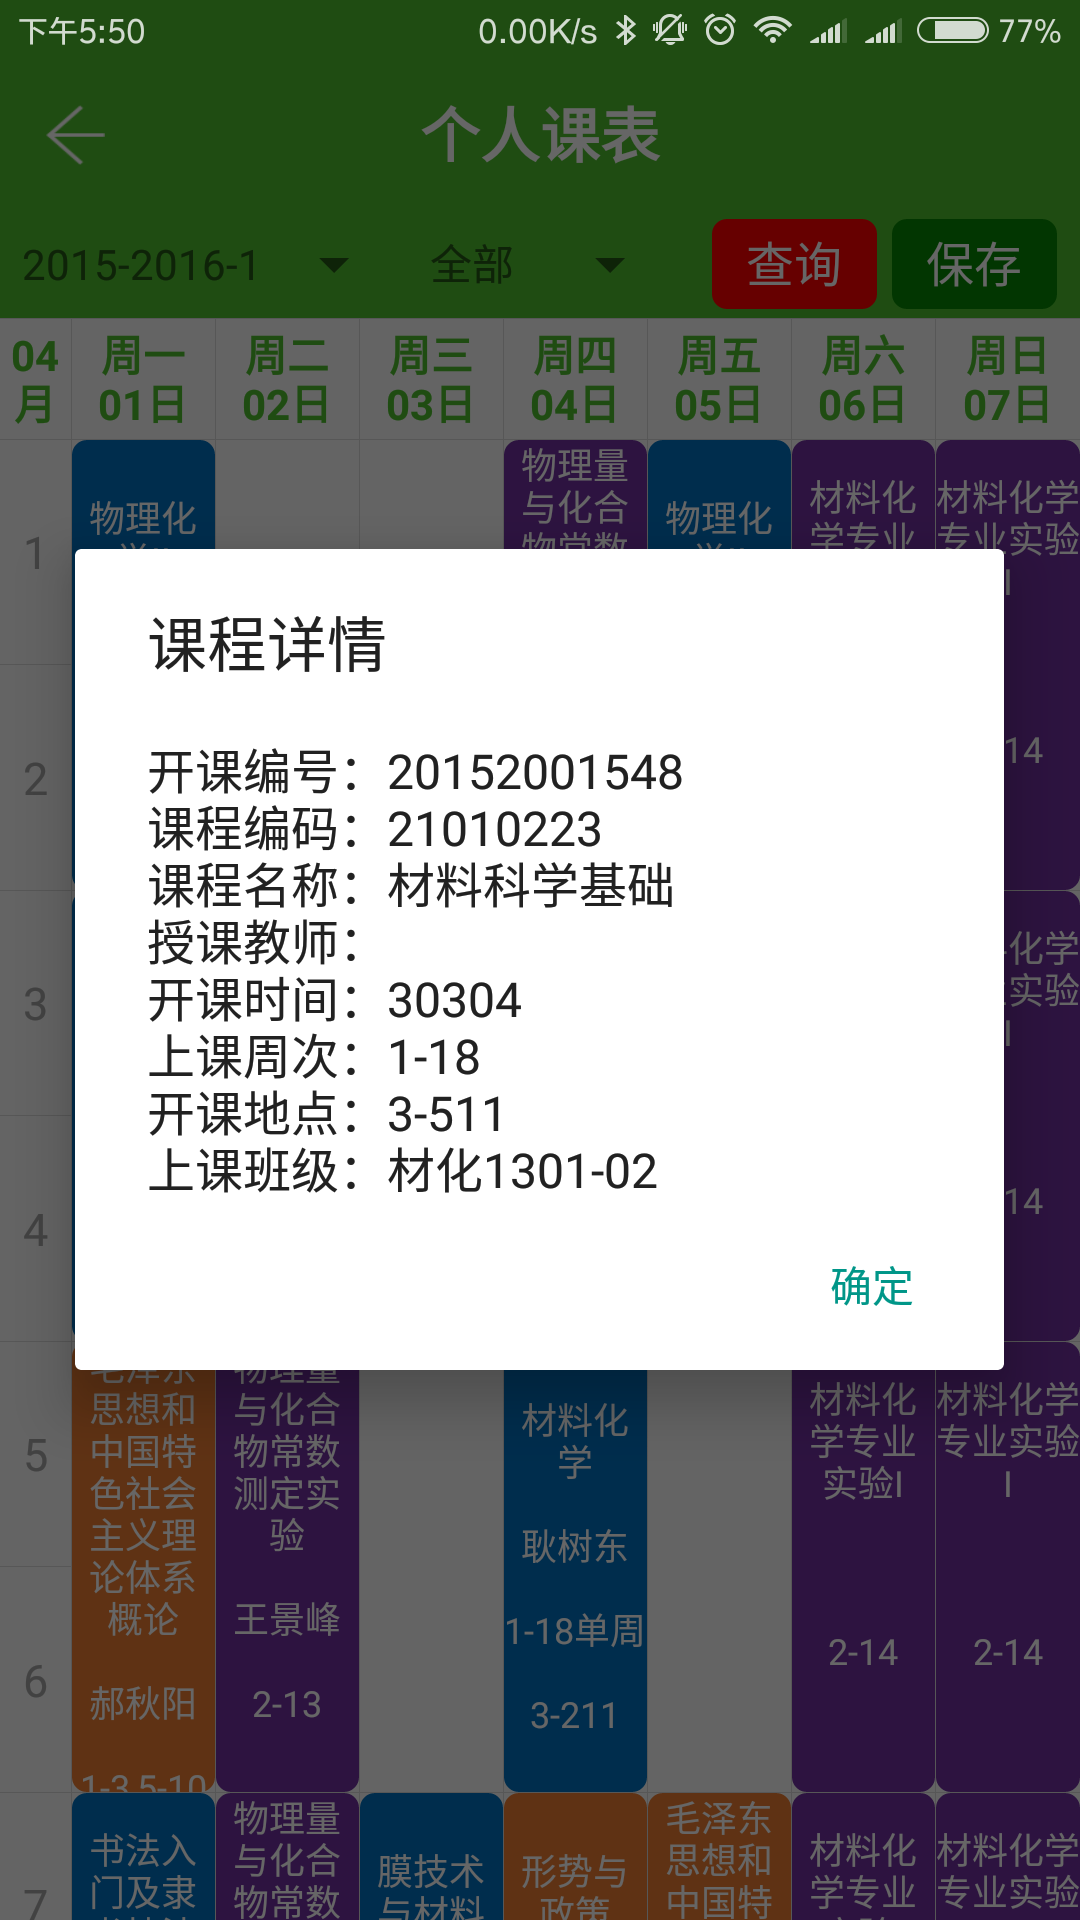 下午5:50 0.00K/s 77%
个人课表
2015-2016-1 全部 查询 保存
04 周一 周二 周三 周四 周五 周六 周日
月 01日 02日 03日 04日 05日 06日 07日
物理化
物理量
与化合
物常数
物理化
材料化
学专业
材料化学
专业实验
I
1
2
3
4
14
化学
实验
I
14
课程详情
开课编号：20152001548
课程编码：21010223
课程名称：材料科学基础
授课教师：
开课时间：30304
上课周次：1-18
开课地点：3-511
上课班级：材化1301-02
确定
5
6
毛泽东
思想和
中国特
色社会
主义理
论体系
概论
郝秋阳
1-3,5-10
物理量
与化合
物常数
测定实
验
王景峰
2-13
材料化
学
耿树东
1-18单周
3-211
材料化
学专业
实验I
2-14
材料化学
专业实验
I
2-14
7
书法入
门及隶
物理量
与化合
物常数
膜技术
与材料
形势与
政策
毛泽东
思想和
中国特
材料化
学专业
材料化学
专业实验